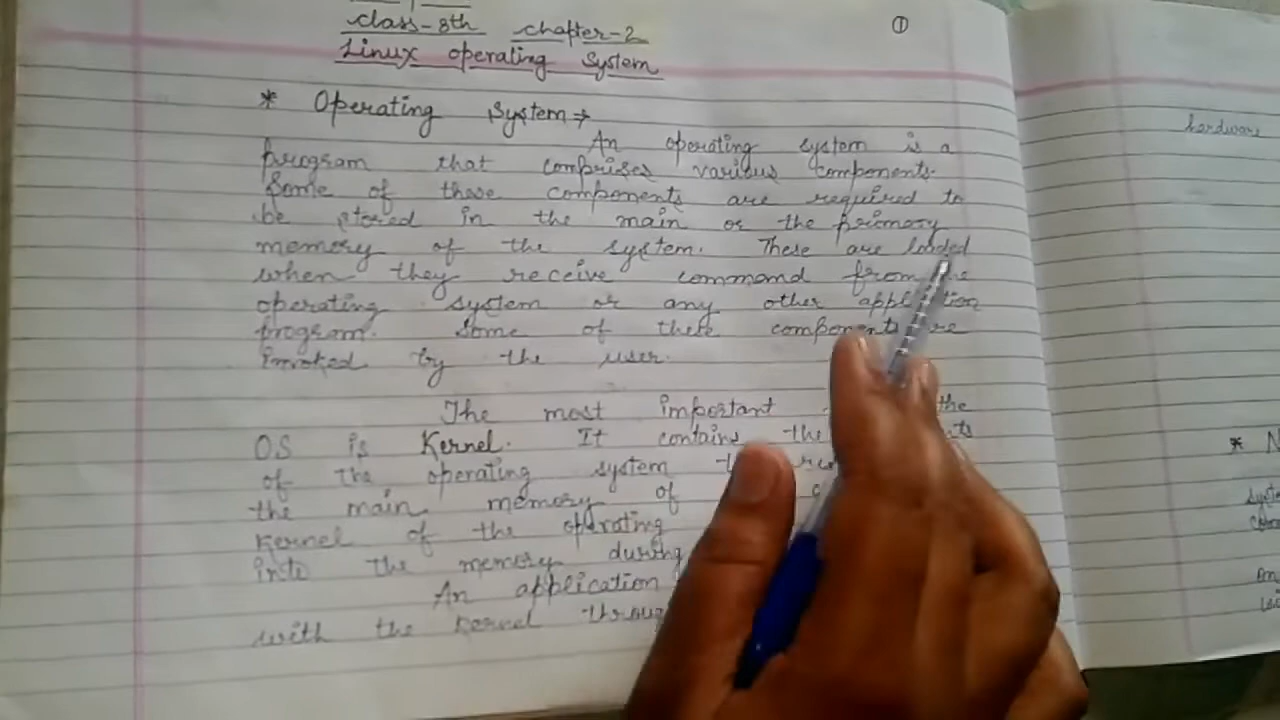 class-8th chapter-2
①
Linux operating System
* Operating System →
An operating system is a
program that comprises various components.
Some of these components are required to
be stored in the main or the primary
memory of the system. These are loaded
when they receive command from
operating system or any other application
program. Some of these components
invoked by the user.
The most important the
OS is Kernel. It contains the
of the operating system
the main memory of
Kernel of the operating
into the memory during
An application
with the Kernel
hardware
*